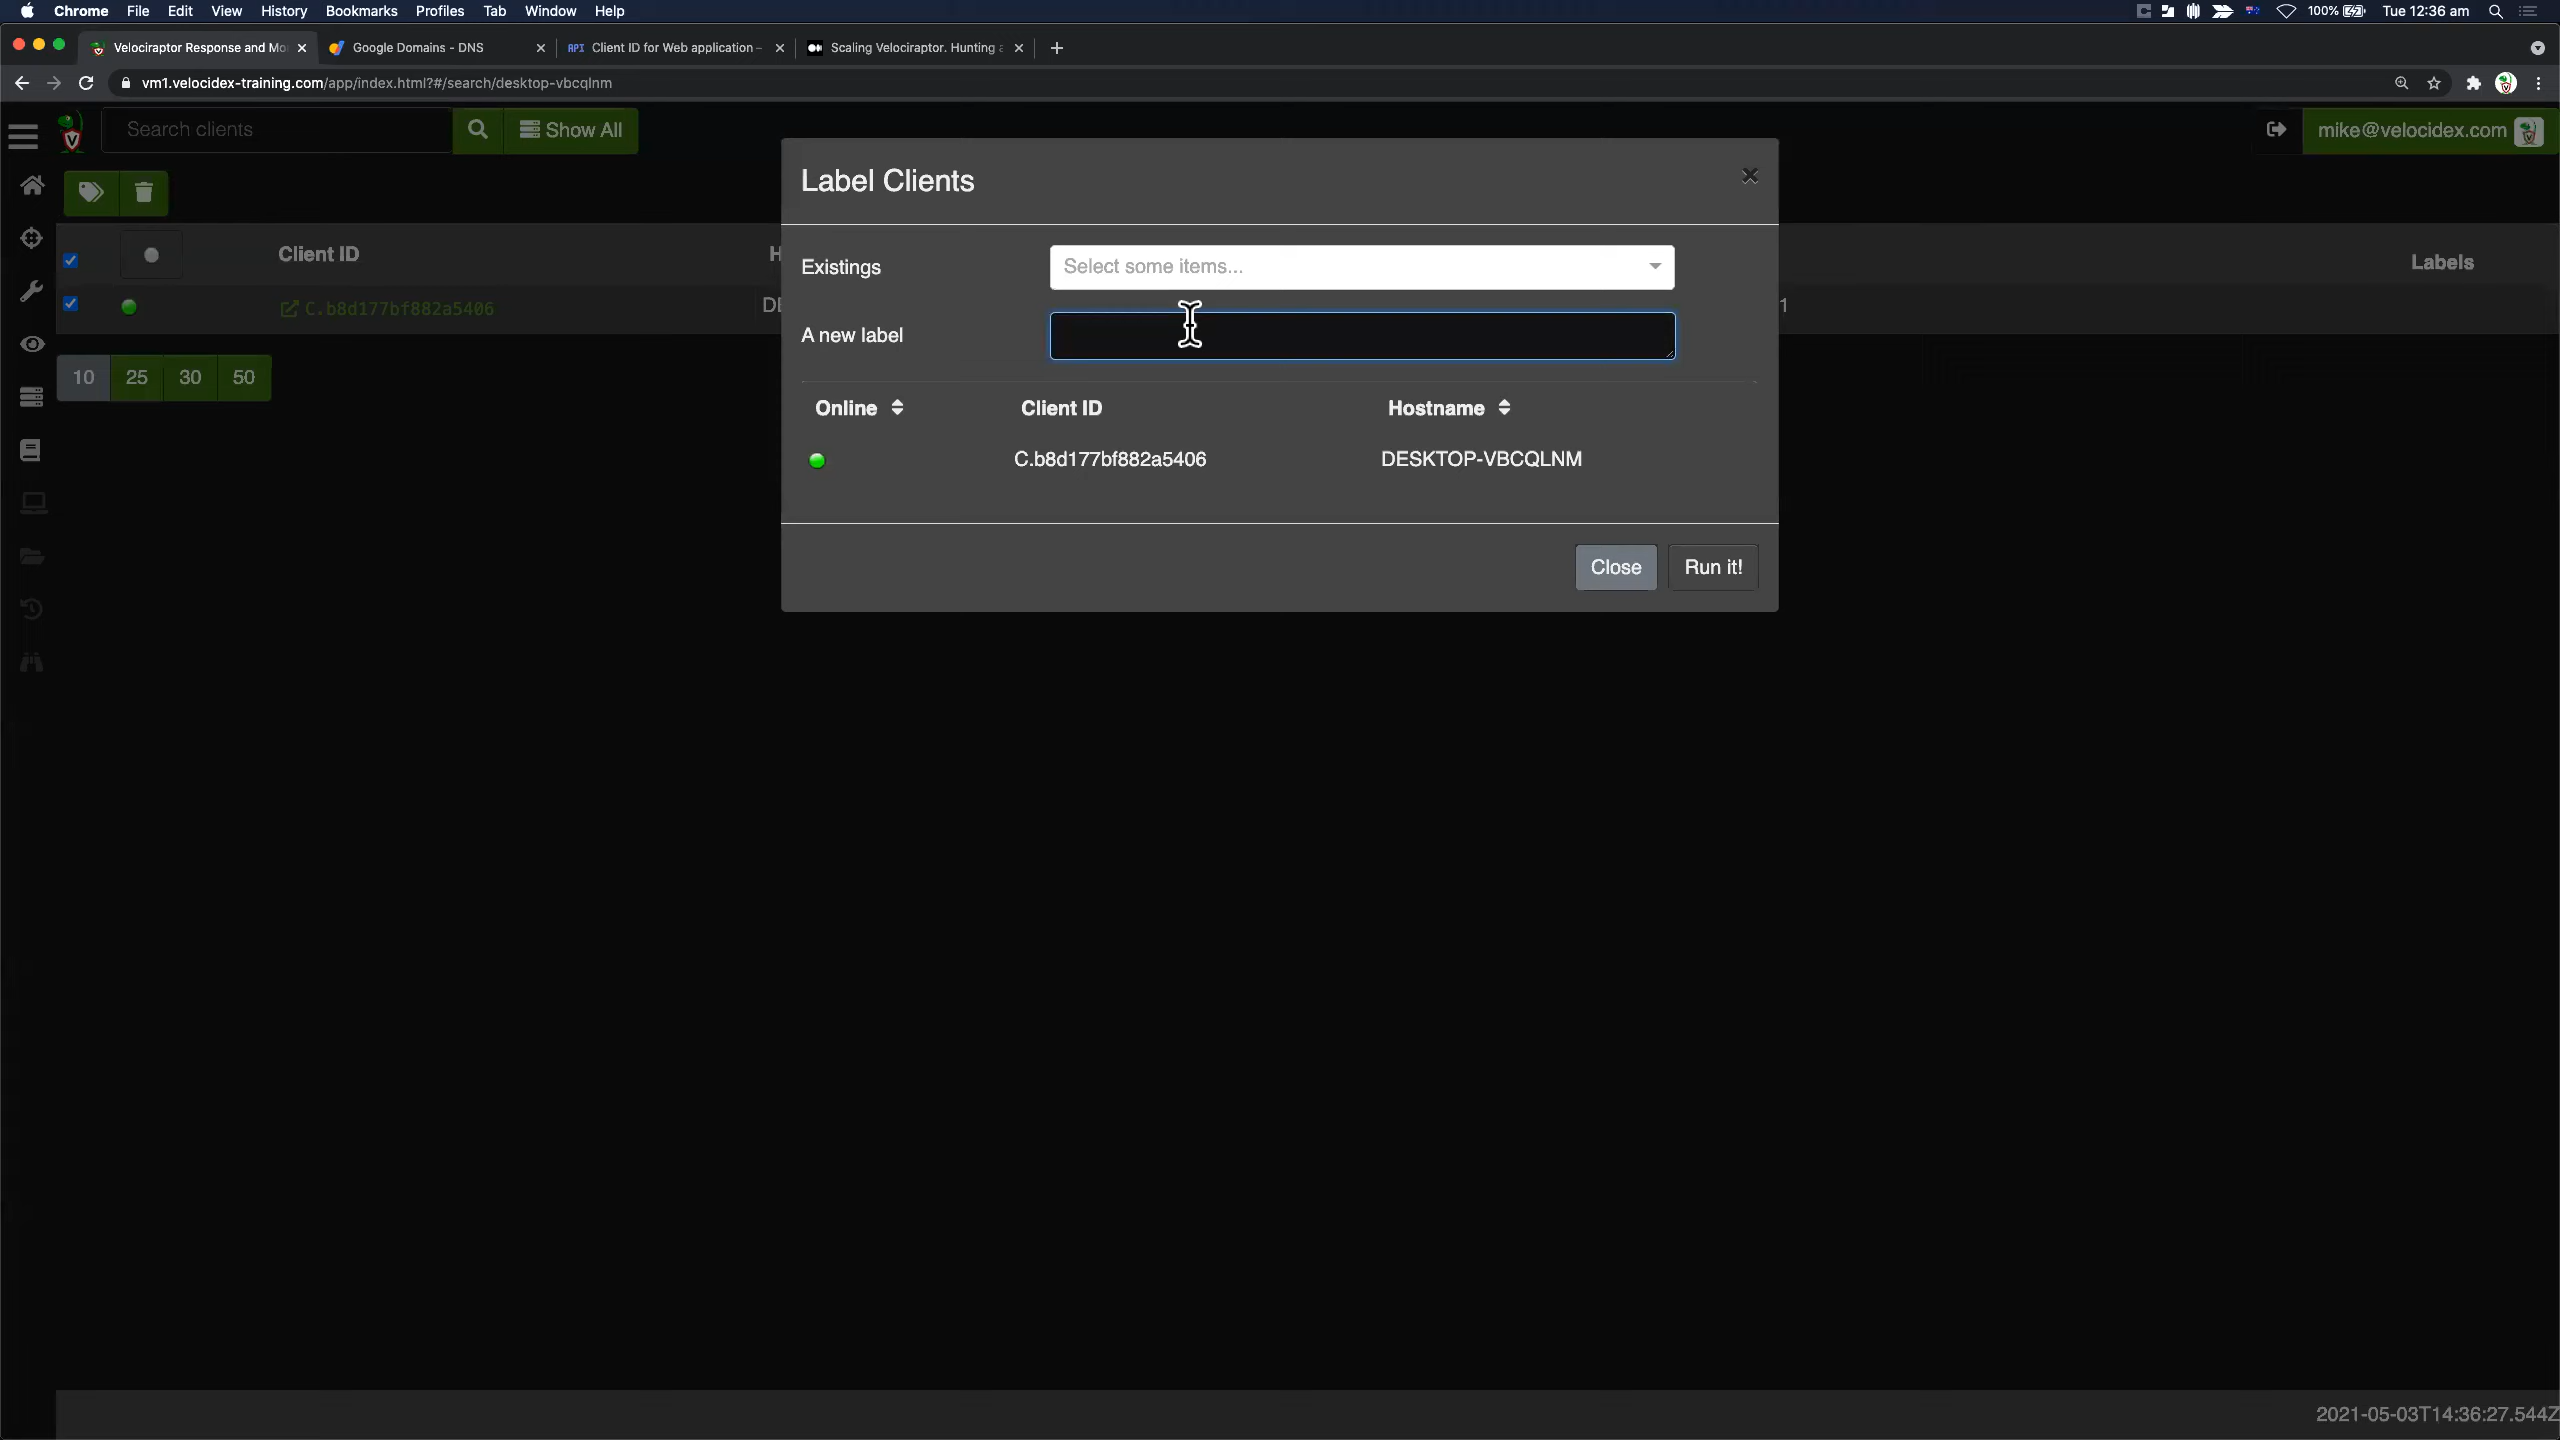 Chrome File Edit View History Bookmarks Profiles Tab Window Help 100% Tue 12:36 am
Velociraptor Response and Mo Google Domains - DNS API Client ID for Web application – Scaling Velociraptor. Hunting a
vm1.velocidex-training.com/app/index.html?#/search/desktop-vbcqlnm
Search clients Show All mike@velocidex.com
Label Clients
Client ID H Labels
Existings Select some items...
C.b8d177bf882a5406 DE 1
A new label
10 25 30 50
Online Client ID Hostname
C.b8d177bf882a5406 DESKTOP-VBCQLNM
Close Run it!
2021-05-03T14:36:27.544Z